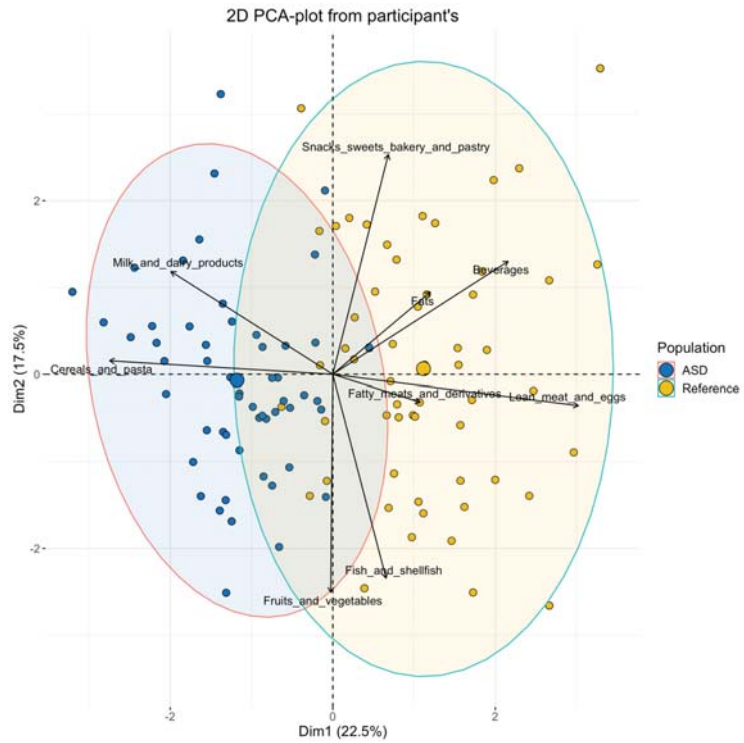 2D PCA-plot from participant's
Snacks_sweets_bakery_and_pastry
2
Milk_and_dairy_products
Beverages
Fats
Population
Cereals_and_pasta
0
ASD
Fatty_meats_and_derivatives
Lean_meat_and_eggs
Reference
Dim2 (17.5%)
-2
Fish_and_shellfish
Fruits_and_vegetables
-2
0
2
Dim1 (22.5%)